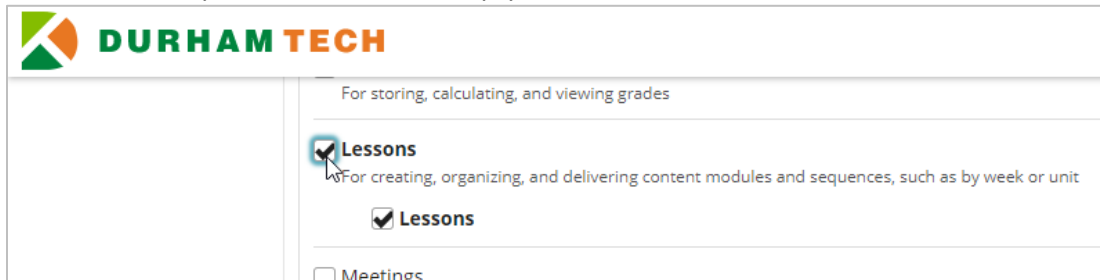 DURHAM TECH
For storing, calculating, and viewing grades
Lessons
For creating, organizing, and delivering content modules and sequences, such as by week or unit
Lessons
Meetings